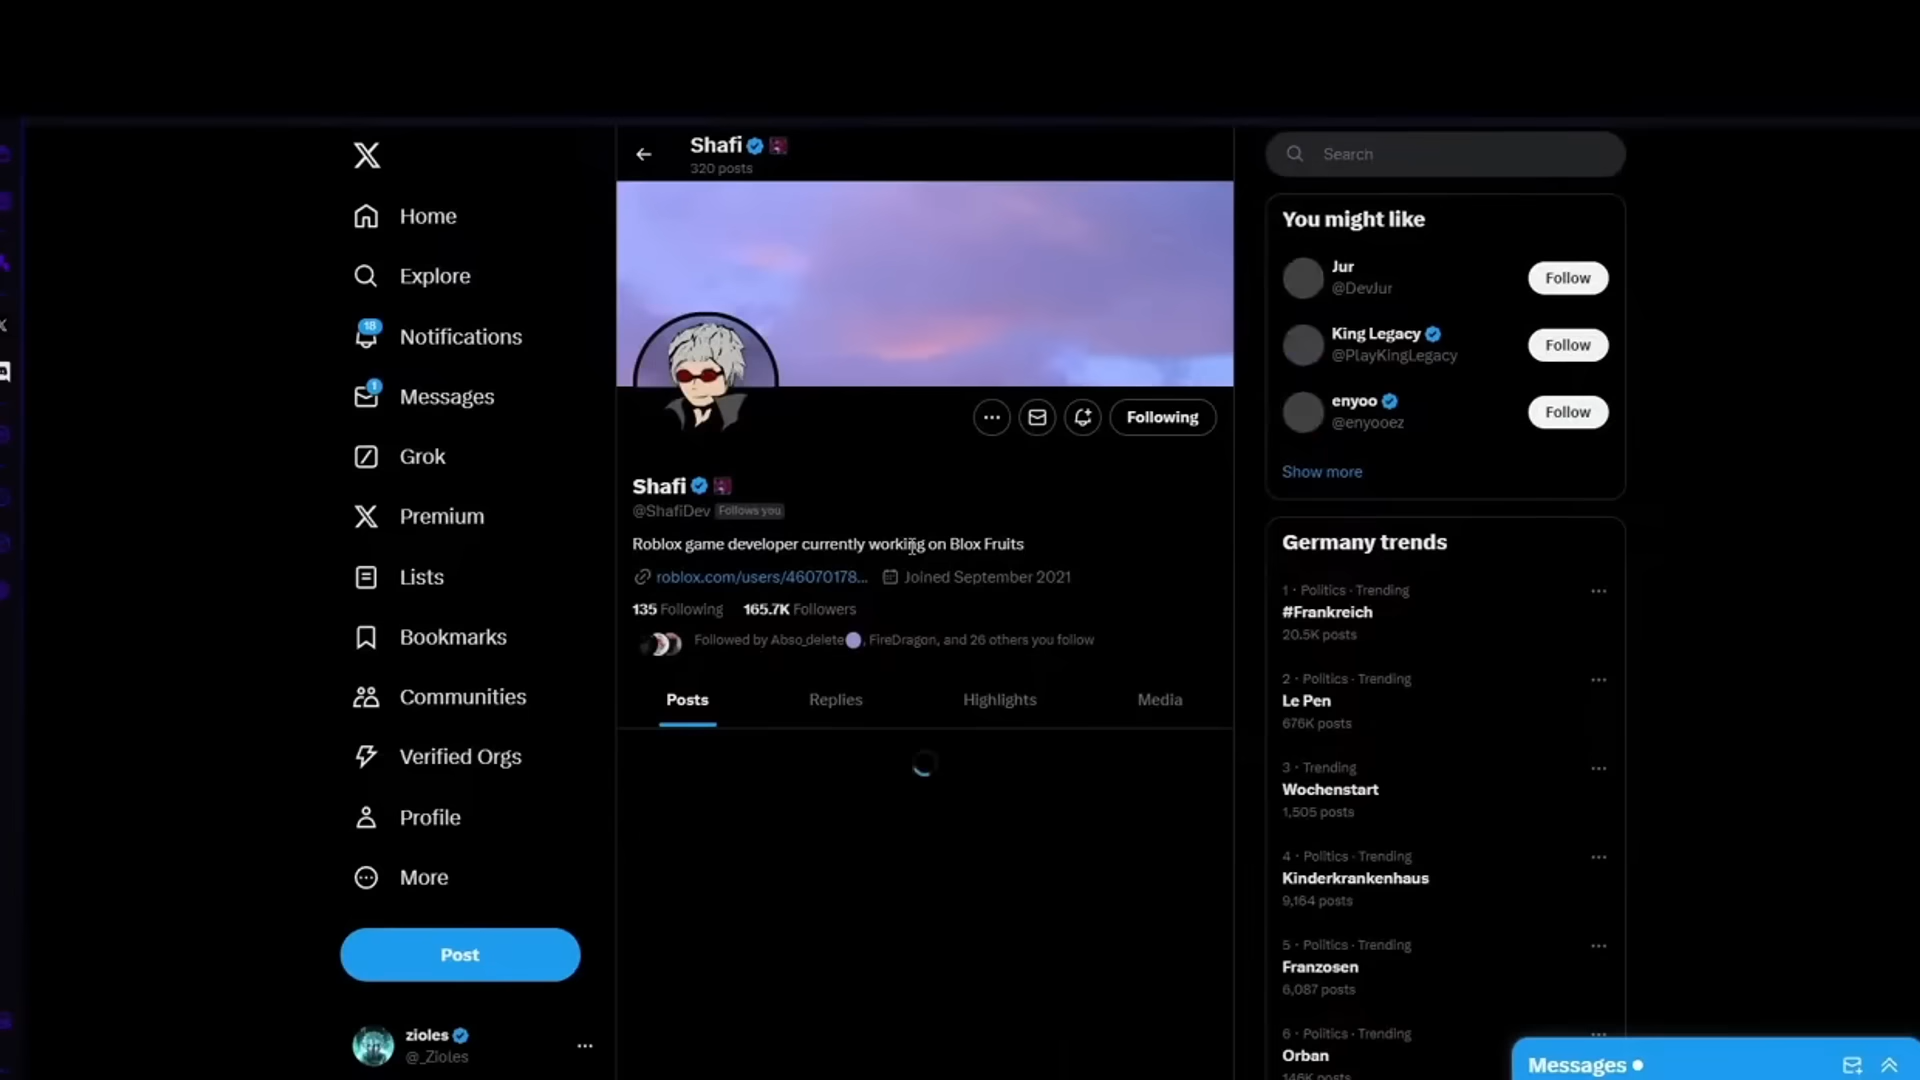 Home
Explore
18
Notifications
1
Messages
Grok
Premium
Lists
Bookmarks
Communities
Verified Orgs
Profile
More
Post
zioles
@_Zioles
Shafi
320 posts
Following
Shafi
@ShafiDev Follows you
Roblox game developer currently working on Blox Fruits
roblox.com/users/46070178... Joined September 2021
135 Following 165.7K Followers
Followed by Abso_delete, FireDragon, and 26 others you follow
Posts Replies Highlights Media
Search
You might like
Jur
@DevJur
Follow
King Legacy
@PlayKingLegacy
Follow
enyoo
@enyooez
Follow
Show more
Germany trends
1 · Politics · Trending
#Frankreich
20.5K posts
2 · Politics · Trending
Le Pen
676K posts
3 · Trending
Wochenstart
1,505 posts
4 · Politics · Trending
Kinderkrankenhaus
9,164 posts
5 · Politics · Trending
Franzosen
6,087 posts
6 · Politics · Trending
Orban
146K posts
Messages